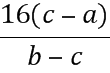 16(c – a)
b – c